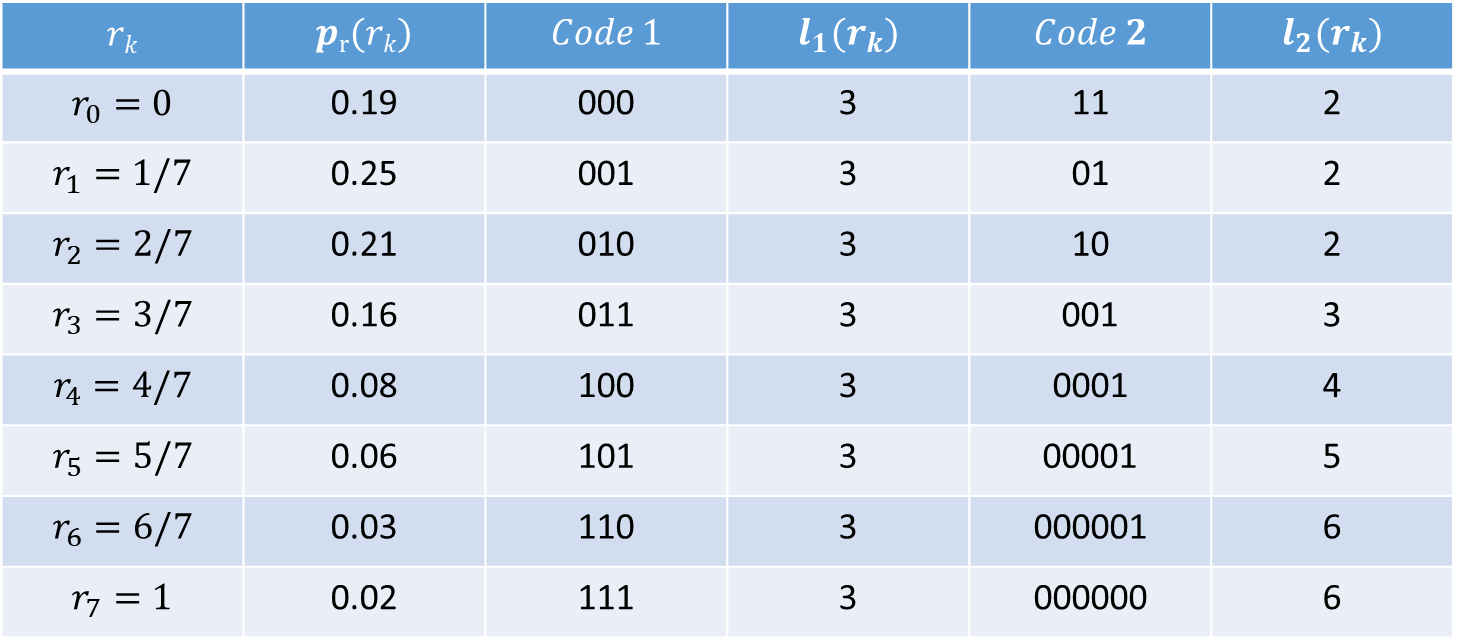 r_k p_r(r_k) Code 1 l_1(r_k) Code 2 l_2(r_k)
r_0 = 0 0.19 000 3 11 2
r_1 = 1/7 0.25 001 3 01 2
r_2 = 2/7 0.21 010 3 10 2
r_3 = 3/7 0.16 011 3 001 3
r_4 = 4/7 0.08 100 3 0001 4
r_5 = 5/7 0.06 101 3 00001 5
r_6 = 6/7 0.03 110 3 000001 6
r_7 = 1 0.02 111 3 000000 6